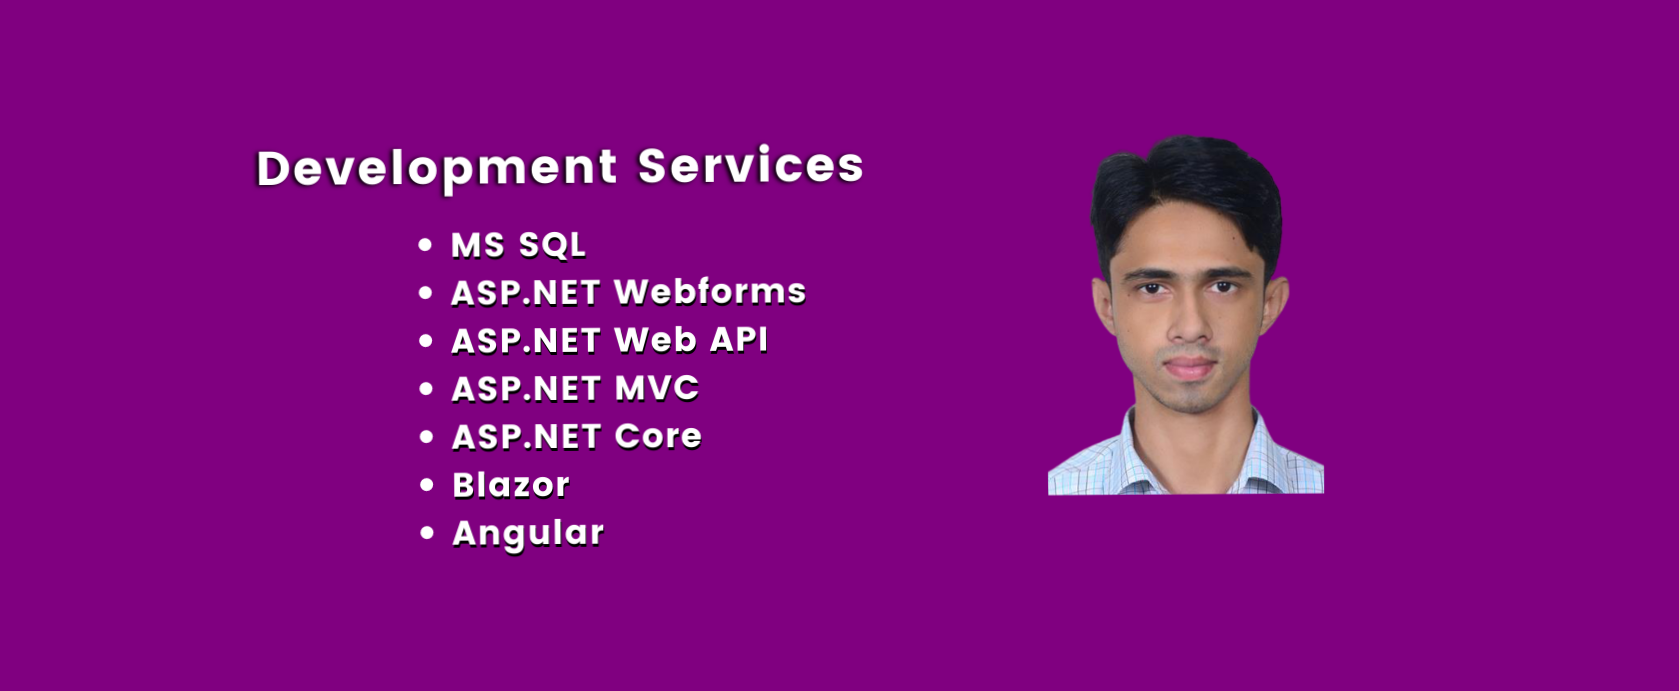 Development Services
• MS SQL
• ASP.NET Webforms
• ASP.NET Web API
• ASP.NET MVC
• ASP.NET Core
• Blazor
• Angular